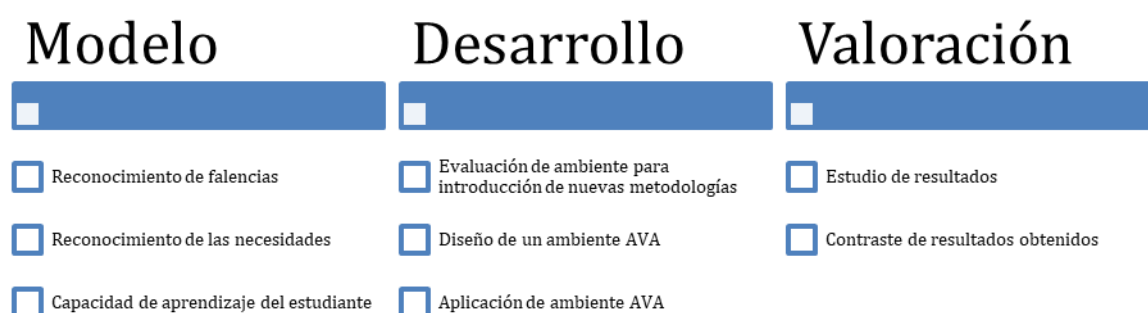 Modelo
Reconocimiento de falencias
Reconocimiento de las necesidades
Capacidad de aprendizaje del estudiante
Desarrollo
Evaluación de ambiente para
introducción de nuevas metodologías
Diseño de un ambiente AVA
Aplicación de ambiente AVA
Valoración
Estudio de resultados
Contraste de resultados obtenidos